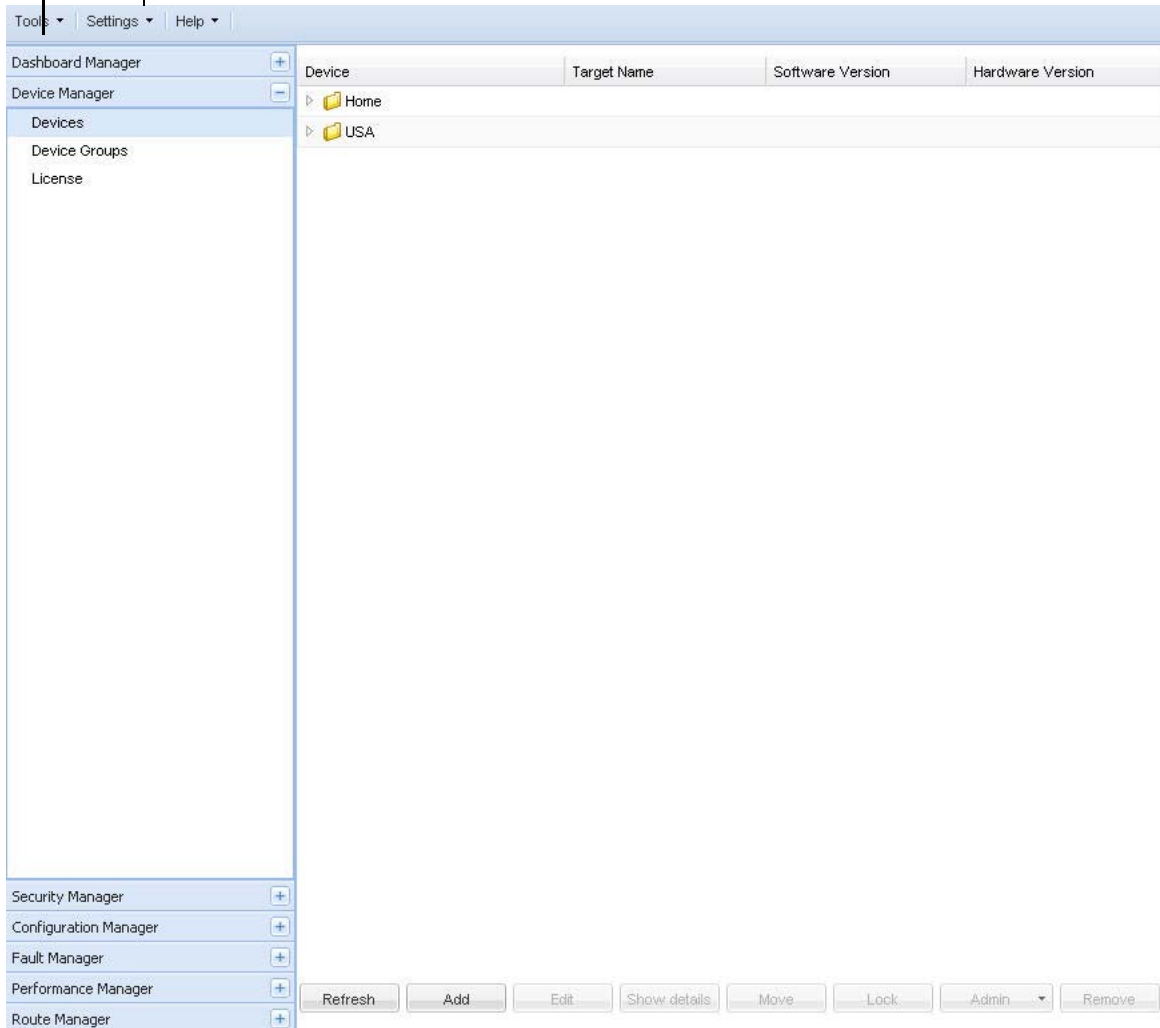 Tools Settings Help
Dashboard Manager
Device Manager
Devices
Device Groups
License
Security Manager
Configuration Manager
Fault Manager
Performance Manager
Route Manager
Device Target Name Software Version Hardware Version
Home
USA
Refresh Add Edit Show details Move Lock Admin Remove